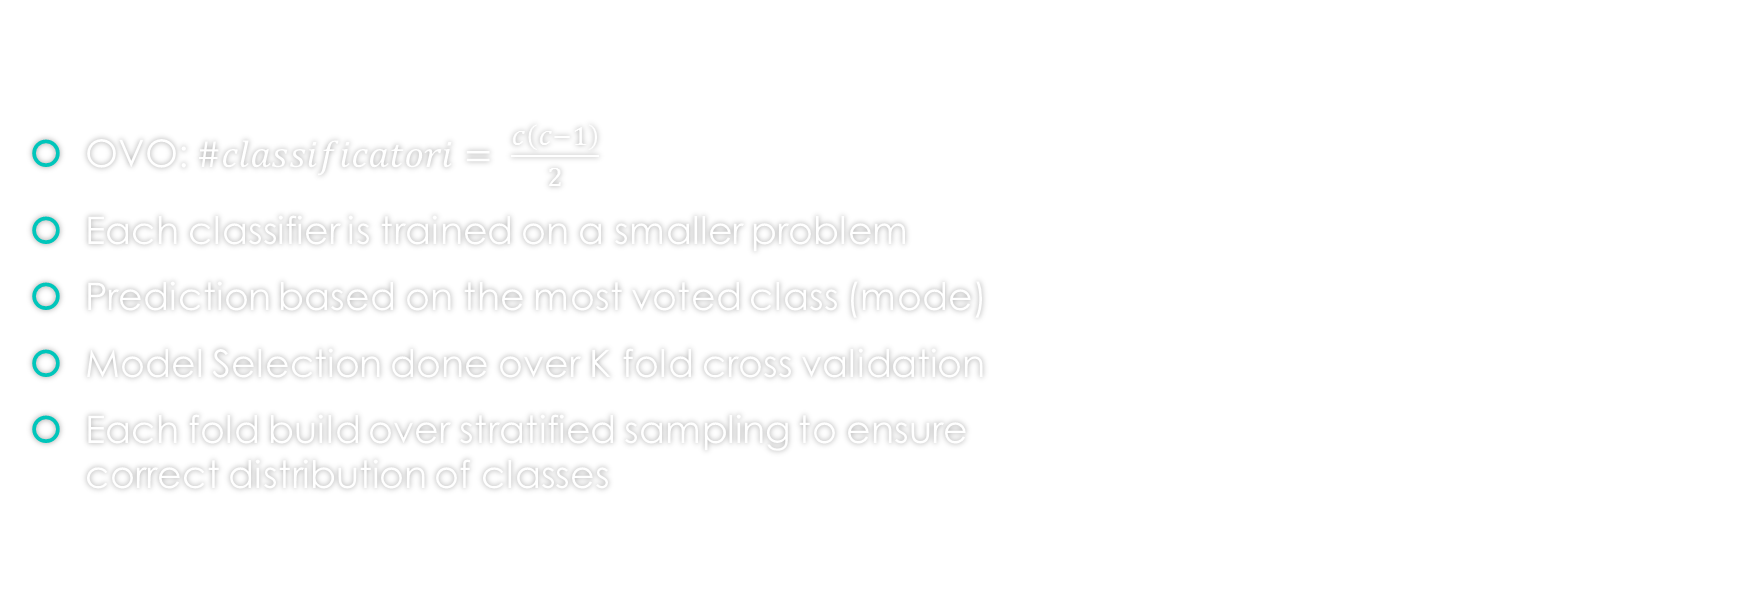 OVO: #classificatori = c(c−1)/2
Each classifier is trained on a smaller problem
Prediction based on the most voted class (mode)
Model Selection done over K fold cross validation
Each fold build over stratified sampling to ensure
correct distribution of classes